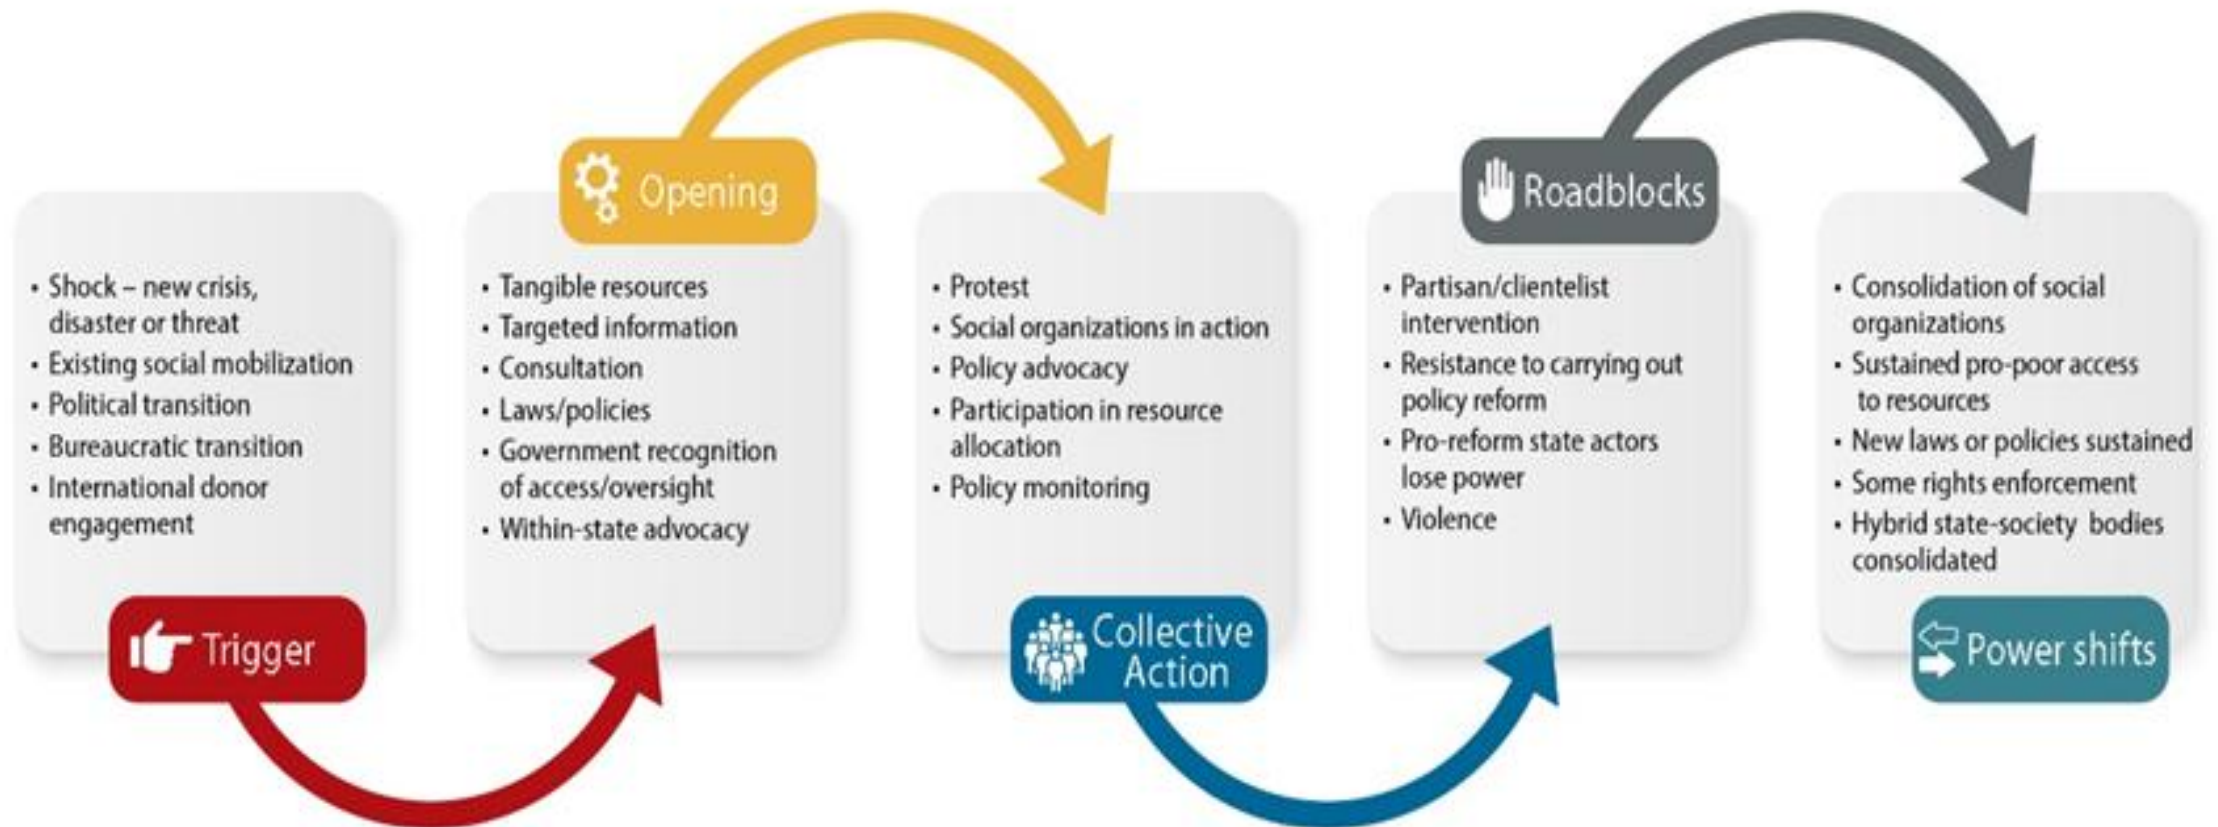 • Shock – new crisis,
disaster or threat
• Existing social mobilization
• Political transition
• Bureaucratic transition
• International donor
engagement
Trigger
Opening
• Tangible resources
• Targeted information
• Consultation
• Laws/policies
• Government recognition
of access/oversight
• Within-state advocacy
• Protest
• Social organizations in action
• Policy advocacy
• Participation in resource
allocation
• Policy monitoring
Collective
Action
Roadblocks
• Partisan/clientelist
intervention
• Resistance to carrying out
policy reform
• Pro-reform state actors
lose power
• Violence
• Consolidation of social
organizations
• Sustained pro-poor access
to resources
• New laws or policies sustained
• Some rights enforcement
• Hybrid state-society bodies
consolidated
Power shifts